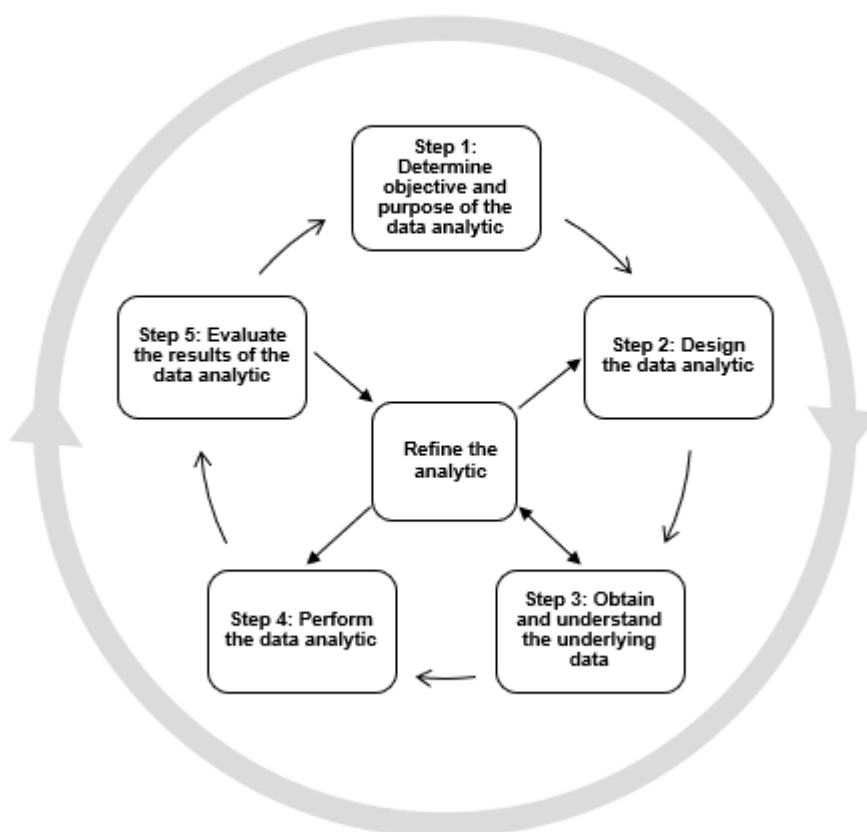 Step 1:
Determine
objective and
purpose of the
data analytic
Step 2: Design
the data analytic
Step 3: Obtain
and understand
the underlying
data
Step 4: Perform
the data analytic
Step 5: Evaluate
the results of the
data analytic
Refine the
analytic